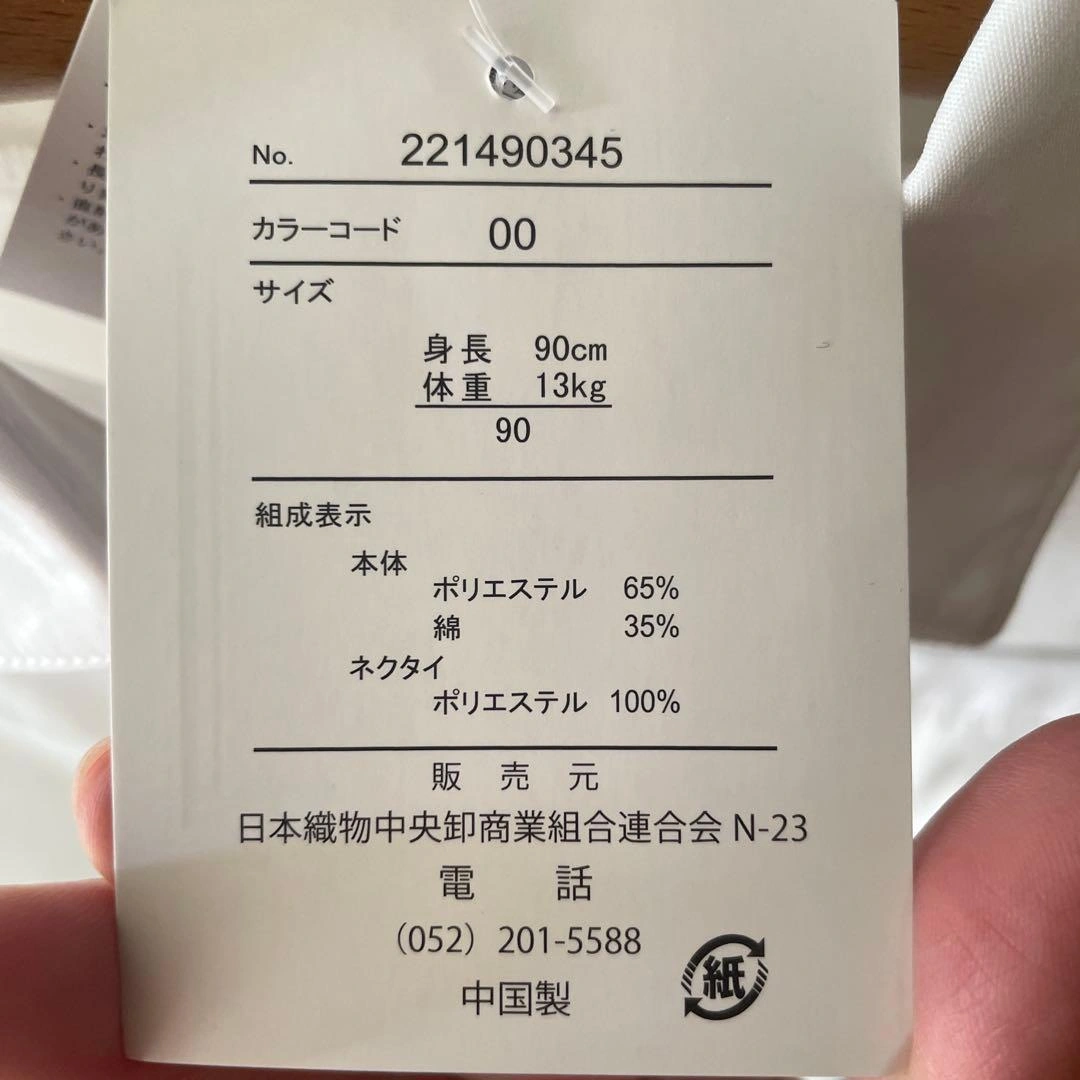 No. 221490345
カラーコード 00
サイズ
身長 90cm
体重 13kg
90
組成表示
本体
ポリエステル 65%
綿 35%
ネクタイ
ポリエステル 100%
販売元
日本織物中央卸商業組合連合会 N-23
電話
(052) 201-5588
中国製
紙